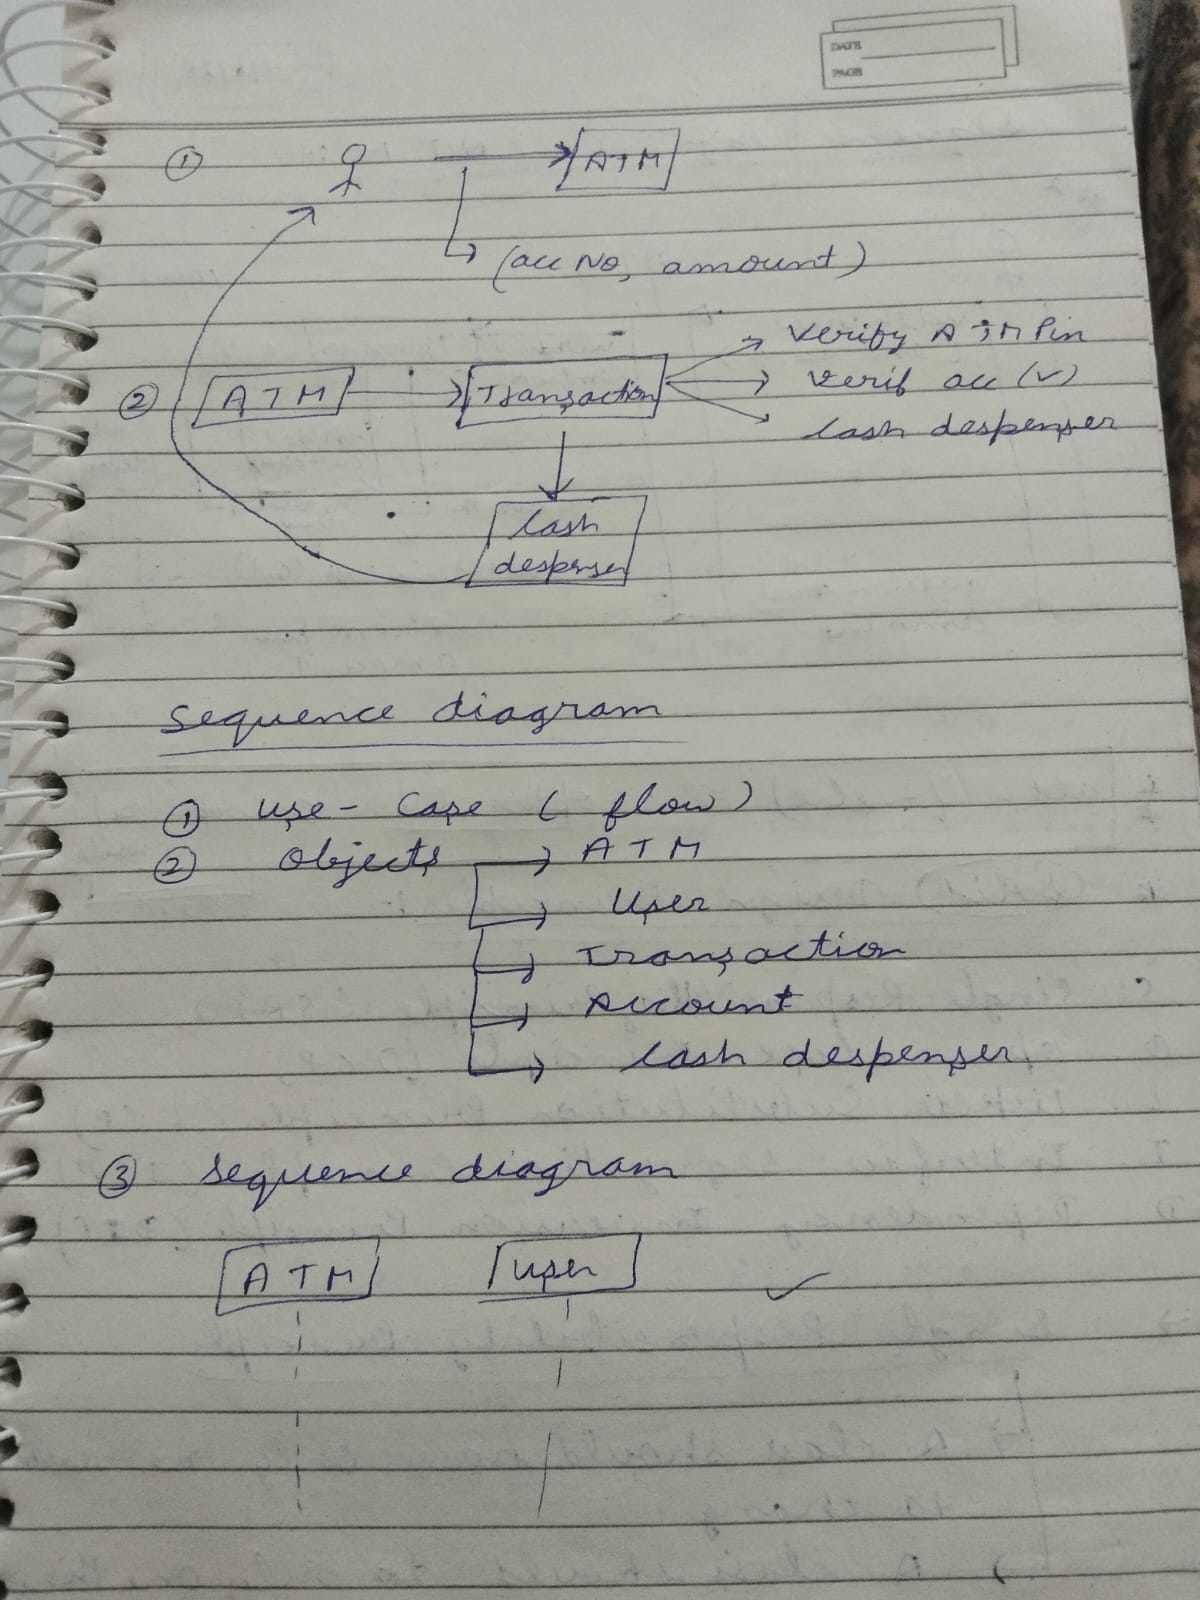 DATE
PAGE
① ATM
(acc No, amount)
② ATM Transaction
Verify ATM Pin
verif acc (v)
Cash despenser
Cash
despenser
Sequence diagram
① Use - Case ( flow )
② Objects ATM
User
Transaction
Account
Cash despenser.
③ Sequence diagram
ATM User